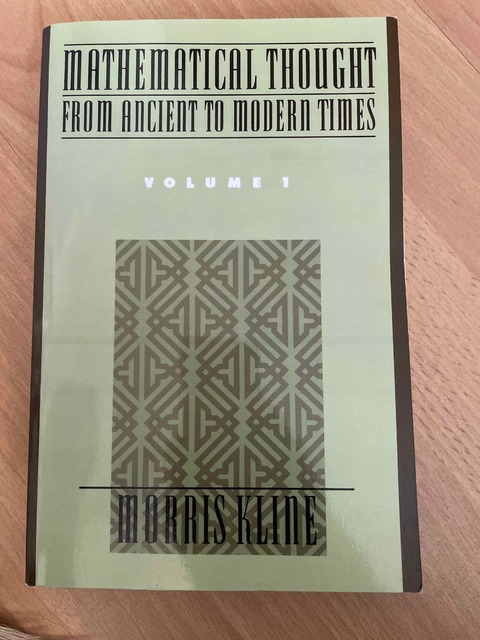 MATHEMATICAL THOUGHT
FROM ANCIENT TO MODERN TIMES
VOLUME 1
MORRIS KLINE